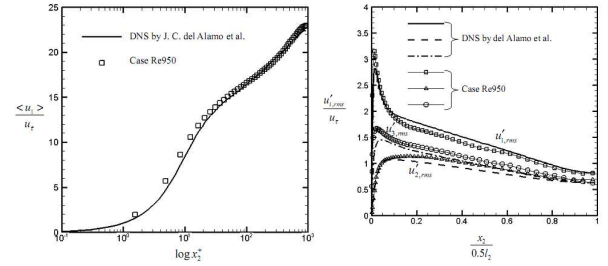 25
20
15
10
5
0
10⁻¹
10⁰
10¹
10²
10³
<u₁>
u_τ
log x₂*
DNS by J. C. del Alamo et al.
Case Re950
4
3.5
3
2.5
2
1.5
1
0.5
0
0
0.2
0.4
0.6
0.8
1
u'ᵢ,rms
u_τ
x₂
0.5l₂
DNS by del Alamo et al.
Case Re950
u'₁,rms
u'₃,rms
u'₂,rms